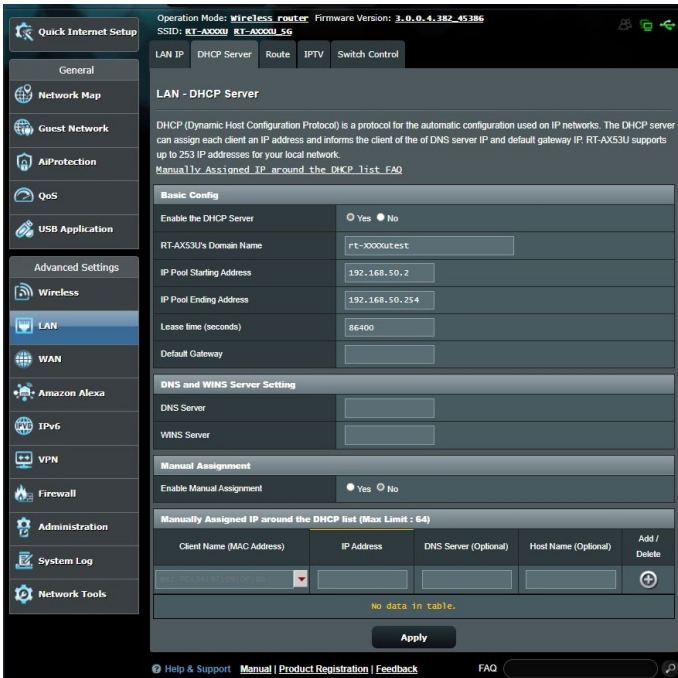 Quick Internet Setup
Operation Mode: Wireless router Firmware Version: 3.0.0.4.382_45386
SSID: RT-AXXXU RT-AXXXU_5G
LAN IP DHCP Server Route IPTV Switch Control
General
Network Map
Guest Network
AiProtection
QoS
USB Application
Advanced Settings
Wireless
LAN
WAN
Amazon Alexa
IPv6
VPN
Firewall
Administration
System Log
Network Tools
LAN - DHCP Server
DHCP (Dynamic Host Configuration Protocol) is a protocol for the automatic configuration used on IP networks. The DHCP server
can assign each client an IP address and informs the client of the of DNS server IP and default gateway IP. RT-AX53U supports
up to 253 IP addresses for your local network.
Manually Assigned IP around the DHCP list FAQ
Basic Config
Enable the DHCP Server Yes No
RT-AX53U's Domain Name rt-XXXXutest
IP Pool Starting Address 192.168.50.2
IP Pool Ending Address 192.168.50.254
Lease time (seconds) 86400
Default Gateway
DNS and WINS Server Setting
DNS Server
WINS Server
Manual Assignment
Enable Manual Assignment Yes No
Manually Assigned IP around the DHCP list (Max Limit : 64)
Client Name (MAC Address) IP Address DNS Server (Optional) Host Name (Optional) Add / Delete
No data in table.
Apply
Help & Support Manual | Product Registration | Feedback FAQ